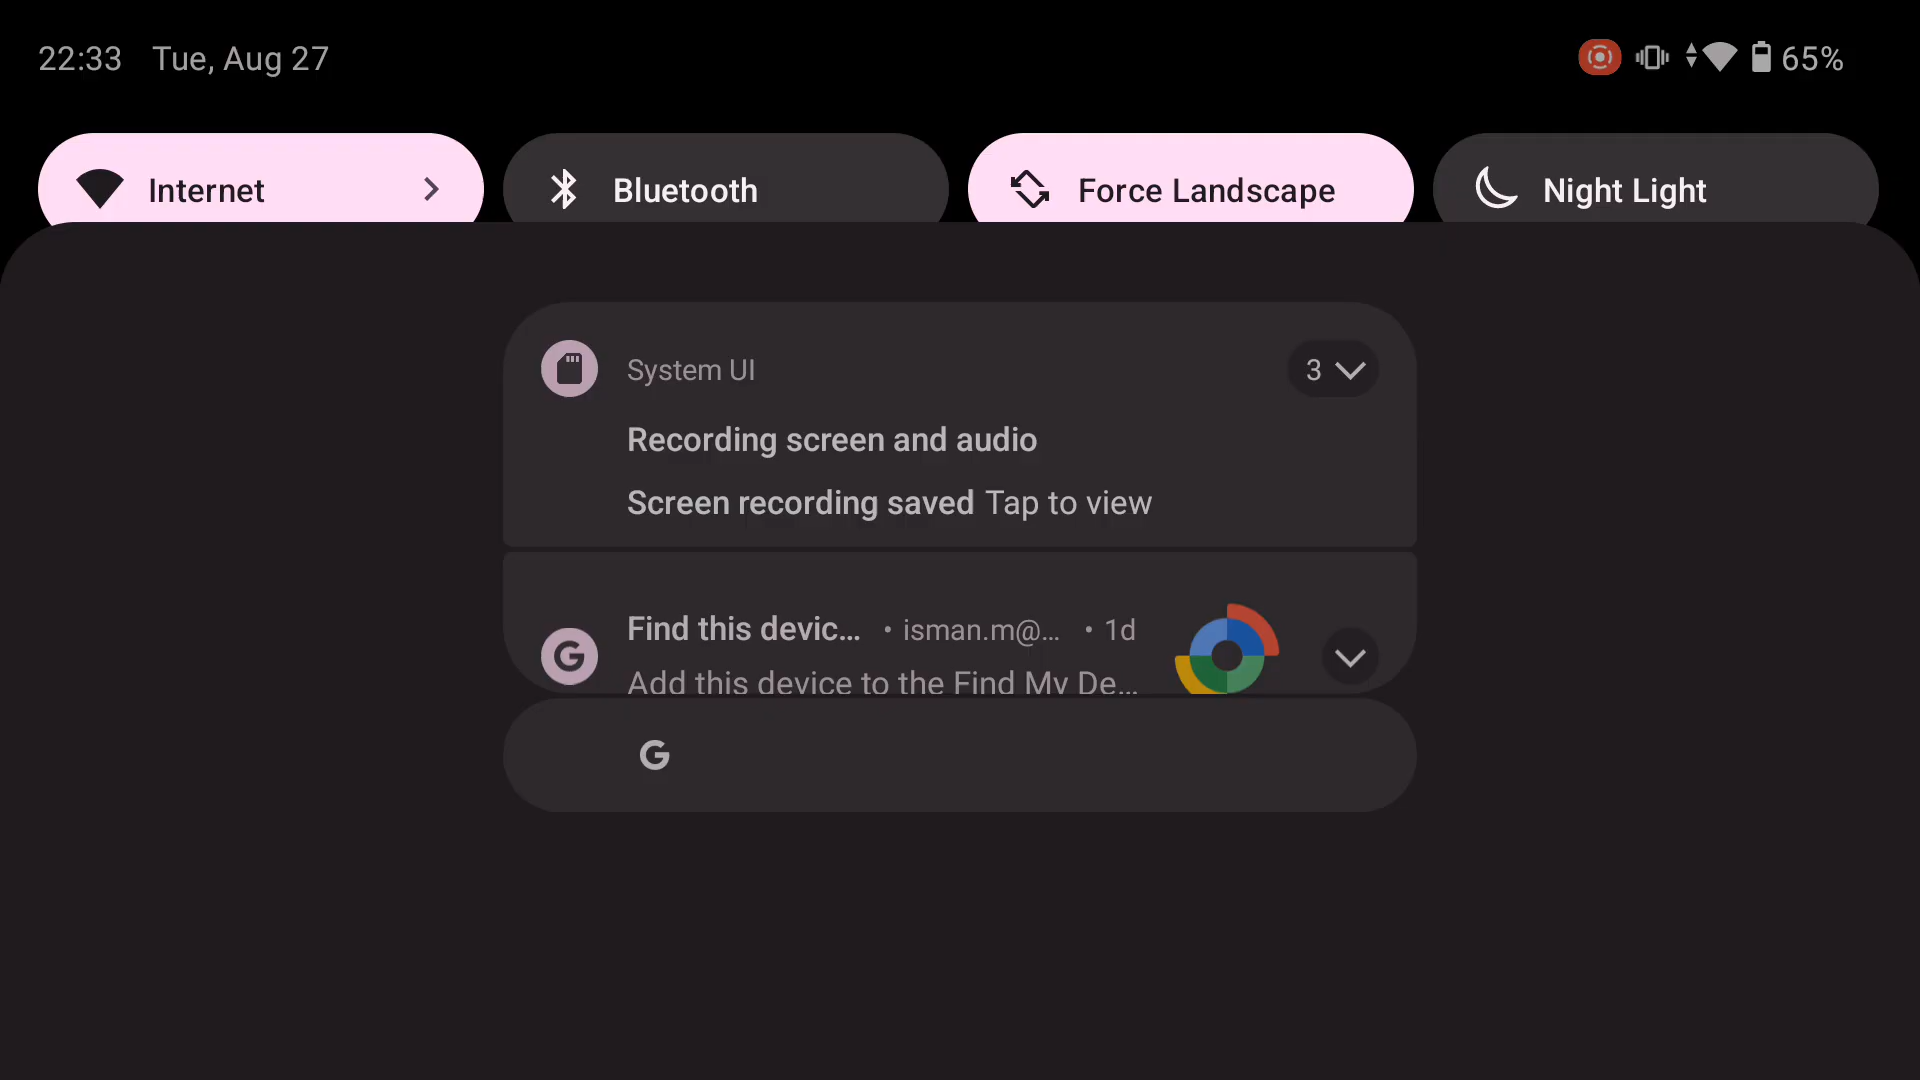 22:33 Tue, Aug 27 65%
Internet Bluetooth Force Landscape Night Light
System UI 3
Recording screen and audio
Screen recording saved Tap to view
Find this devic... • isman.m@... • 1d
Add this device to the Find My De...